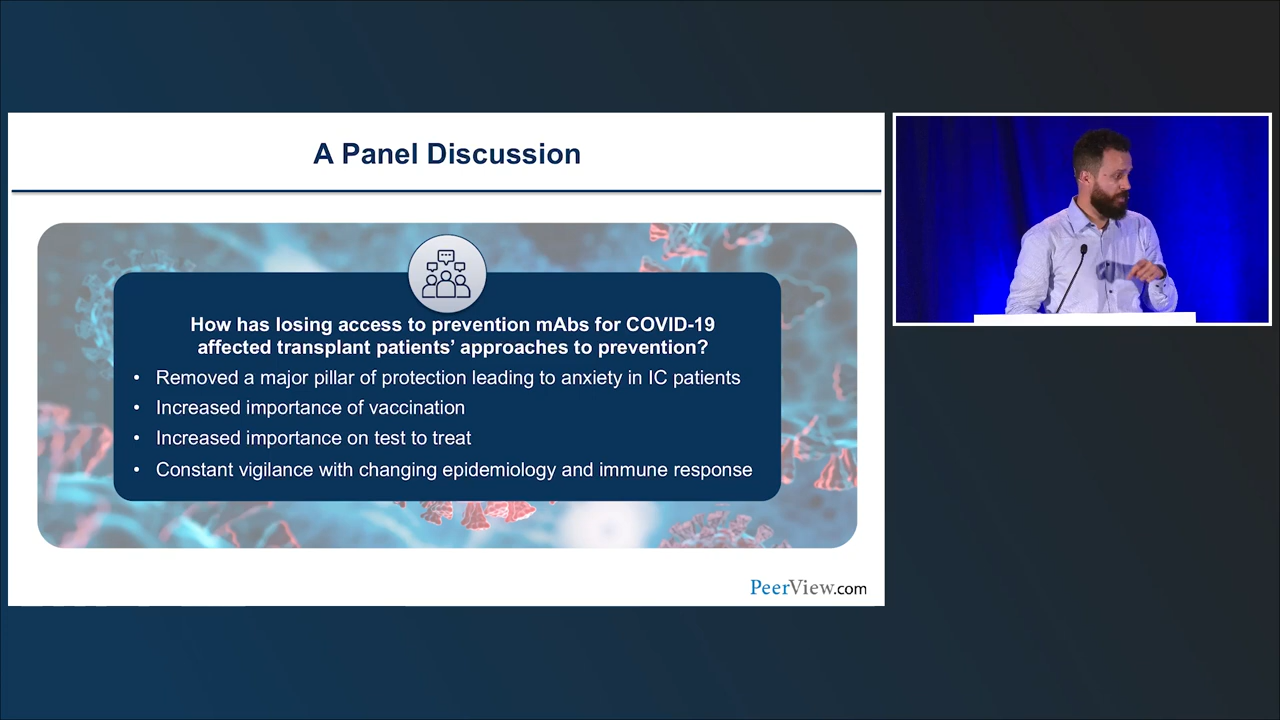 A Panel Discussion
How has losing access to prevention mAbs for COVID-19
affected transplant patients’ approaches to prevention?
• Removed a major pillar of protection leading to anxiety in IC patients
• Increased importance of vaccination
• Increased importance on test to treat
• Constant vigilance with changing epidemiology and immune response
PeerView.com